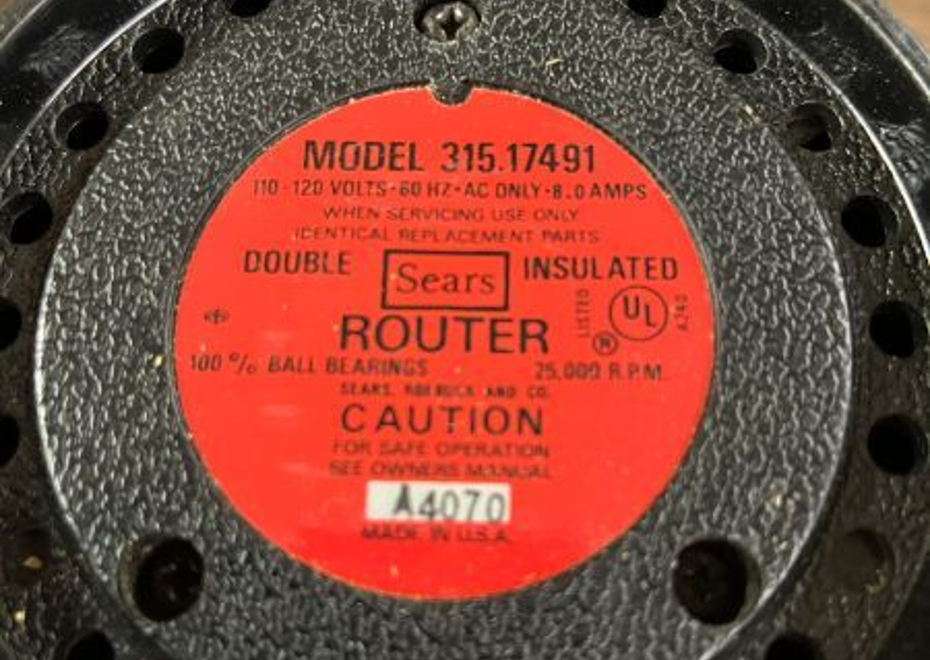 MODEL 315.17491
110-120 VOLTS·60 HZ·AC ONLY·8.0 AMPS
WHEN SERVICING USE ONLY
IDENTICAL REPLACEMENT PARTS
DOUBLE Sears INSULATED
LISTED UL A240
ROUTER ®
100% BALL BEARINGS 25,000 R.P.M.
SEARS, ROEBUCK AND CO.
CAUTION
FOR SAFE OPERATION
SEE OWNERS MANUAL
A4070
MADE IN U.S.A.